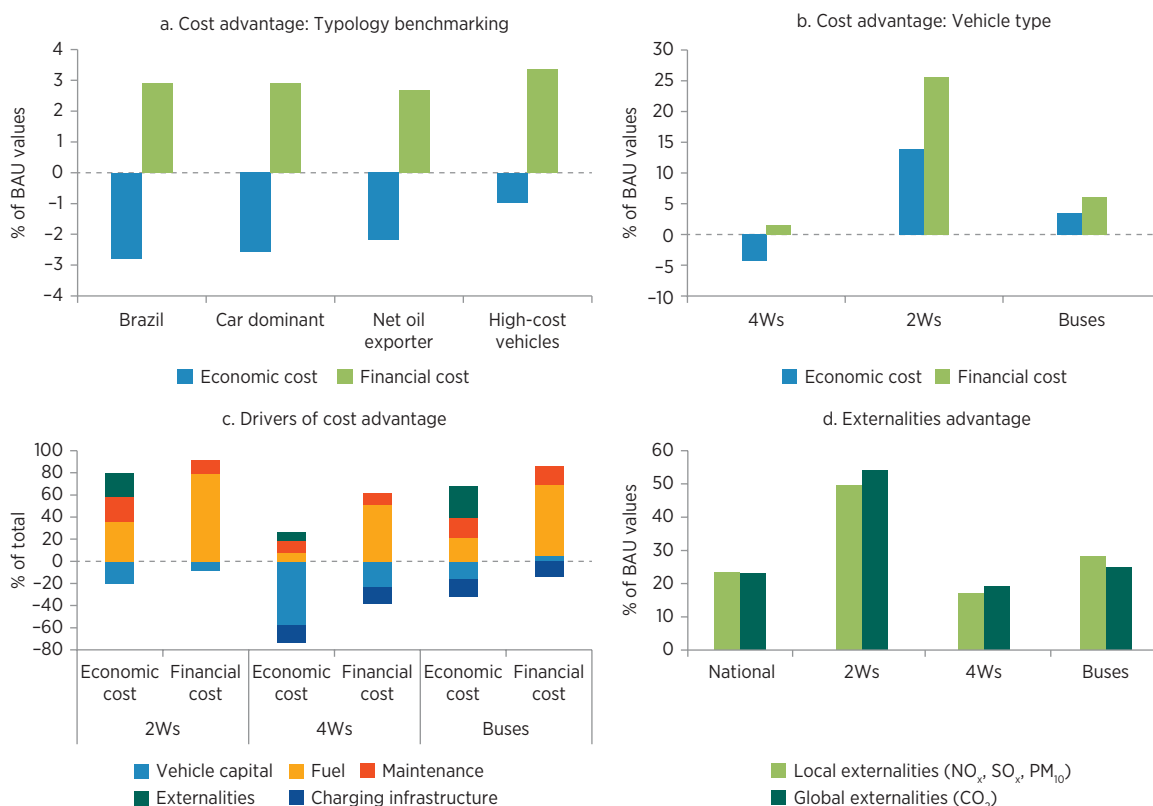 a. Cost advantage: Typology benchmarking
% of BAU values
4
3
2
1
0
−1
−2
−3
−4
Brazil
Car dominant
Net oil
exporter
High-cost
vehicles
Economic cost
Financial cost
b. Cost advantage: Vehicle type
% of BAU values
30
25
20
15
10
5
0
−5
−10
4Ws
2Ws
Buses
Economic cost
Financial cost
c. Drivers of cost advantage
% of total
100
80
60
40
20
0
−20
−40
−60
−80
Economic
cost
Financial
cost
Economic
cost
Financial
cost
Economic
cost
Financial
cost
2Ws
4Ws
Buses
Vehicle capital
Fuel
Maintenance
Externalities
Charging infrastructure
d. Externalities advantage
% of BAU values
60
50
40
30
20
10
0
National
2Ws
4Ws
Buses
Local externalities (NOₓ, SOₓ, PM₁₀)
Global externalities (CO₂)